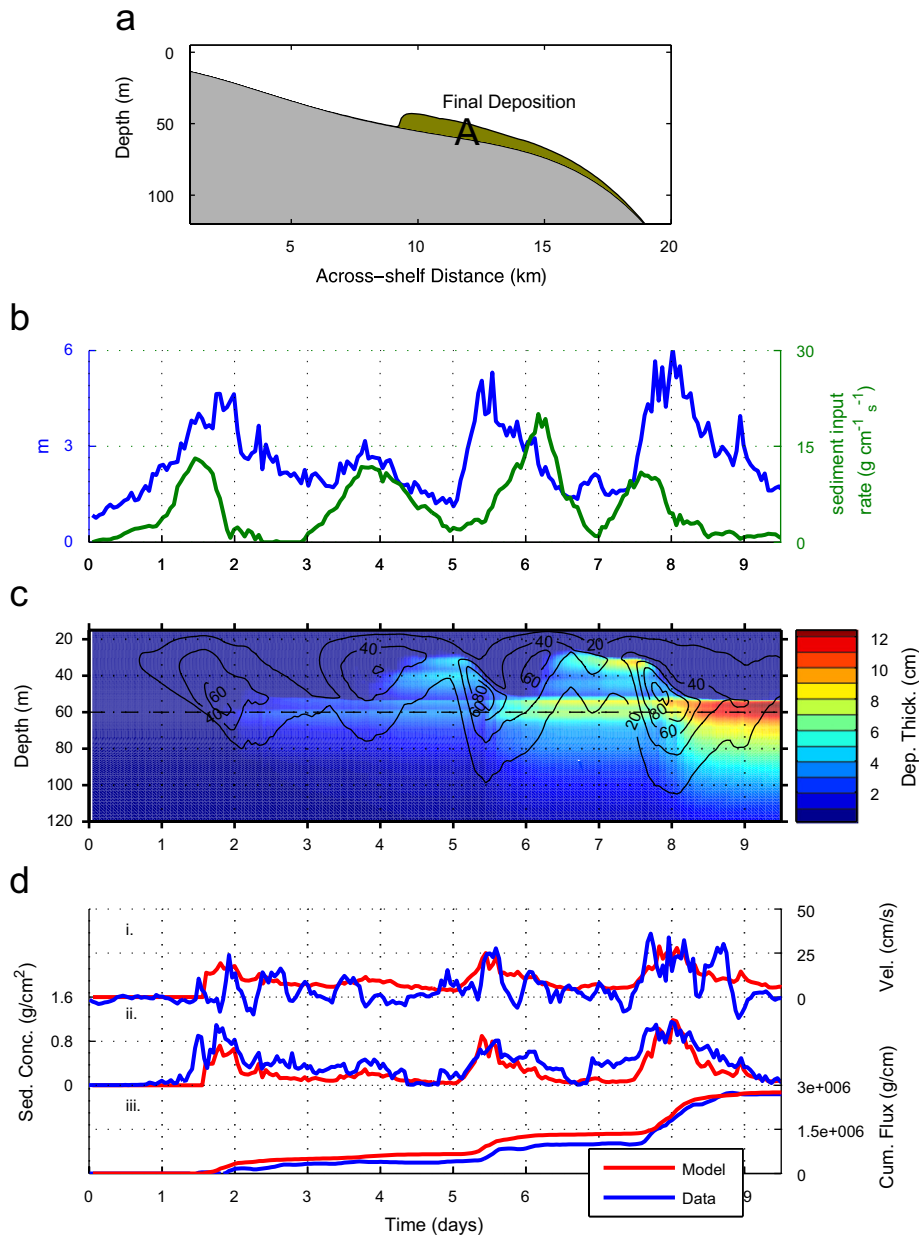 a
0
50
100
Depth (m)
Final Deposition
A
5
10
15
20
Across−shelf Distance (km)
b
6
3
0
m
30
15
0
sediment input
rate (g cm⁻¹ s⁻¹)
0 1 2 3 4 5 6 7 8 9
c
20
40
60
80
100
120
Depth (m)
40
60
40
40
80
60
40
60
20
20
40
80
60
12
10
8
6
4
2
Dep. Thick. (cm)
0 1 2 3 4 5 6 7 8 9
d
i.
50
25
0
Vel. (cm/s)
1.6
ii.
0.8
0
Sed. Conc. (g/cm²)
iii.
3e+006
1.5e+006
0
Cum. Flux (g/cm)
Model
Data
0 1 2 3 4 5 6 7 8 9
Time (days)